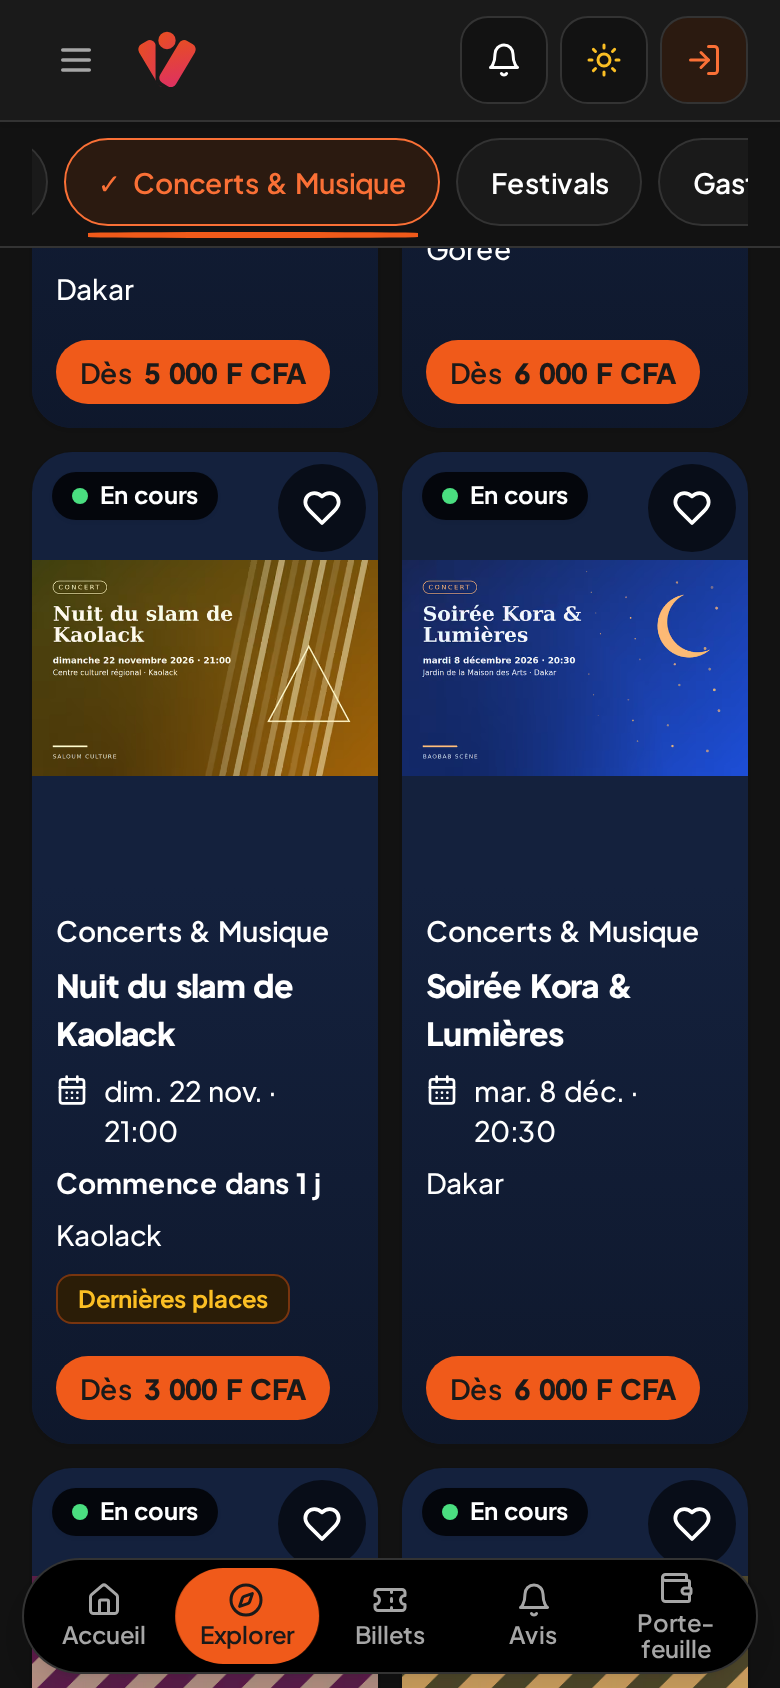 ✓ Concerts & Musique
Festivals
Gast
Dakar
Gorée
Dès 5 000 F CFA
Dès 6 000 F CFA
En cours
CONCERT
Nuit du slam de
Kaolack
dimanche 22 novembre 2026 · 21:00
Centre culturel régional · Kaolack
SALOUM CULTURE
Concerts & Musique
Nuit du slam de
Kaolack
dim. 22 nov. ·
21:00
Commence dans 1 j
Kaolack
Dernières places
Dès 3 000 F CFA
En cours
CONCERT
Soirée Kora &
Lumières
mardi 8 décembre 2026 · 20:30
Jardin de la Maison des Arts · Dakar
BAOBAB SCÈNE
Concerts & Musique
Soirée Kora &
Lumières
mar. 8 déc. ·
20:30
Dakar
Dès 6 000 F CFA
En cours
En cours
Accueil
Explorer
Billets
Avis
Porte-
feuille